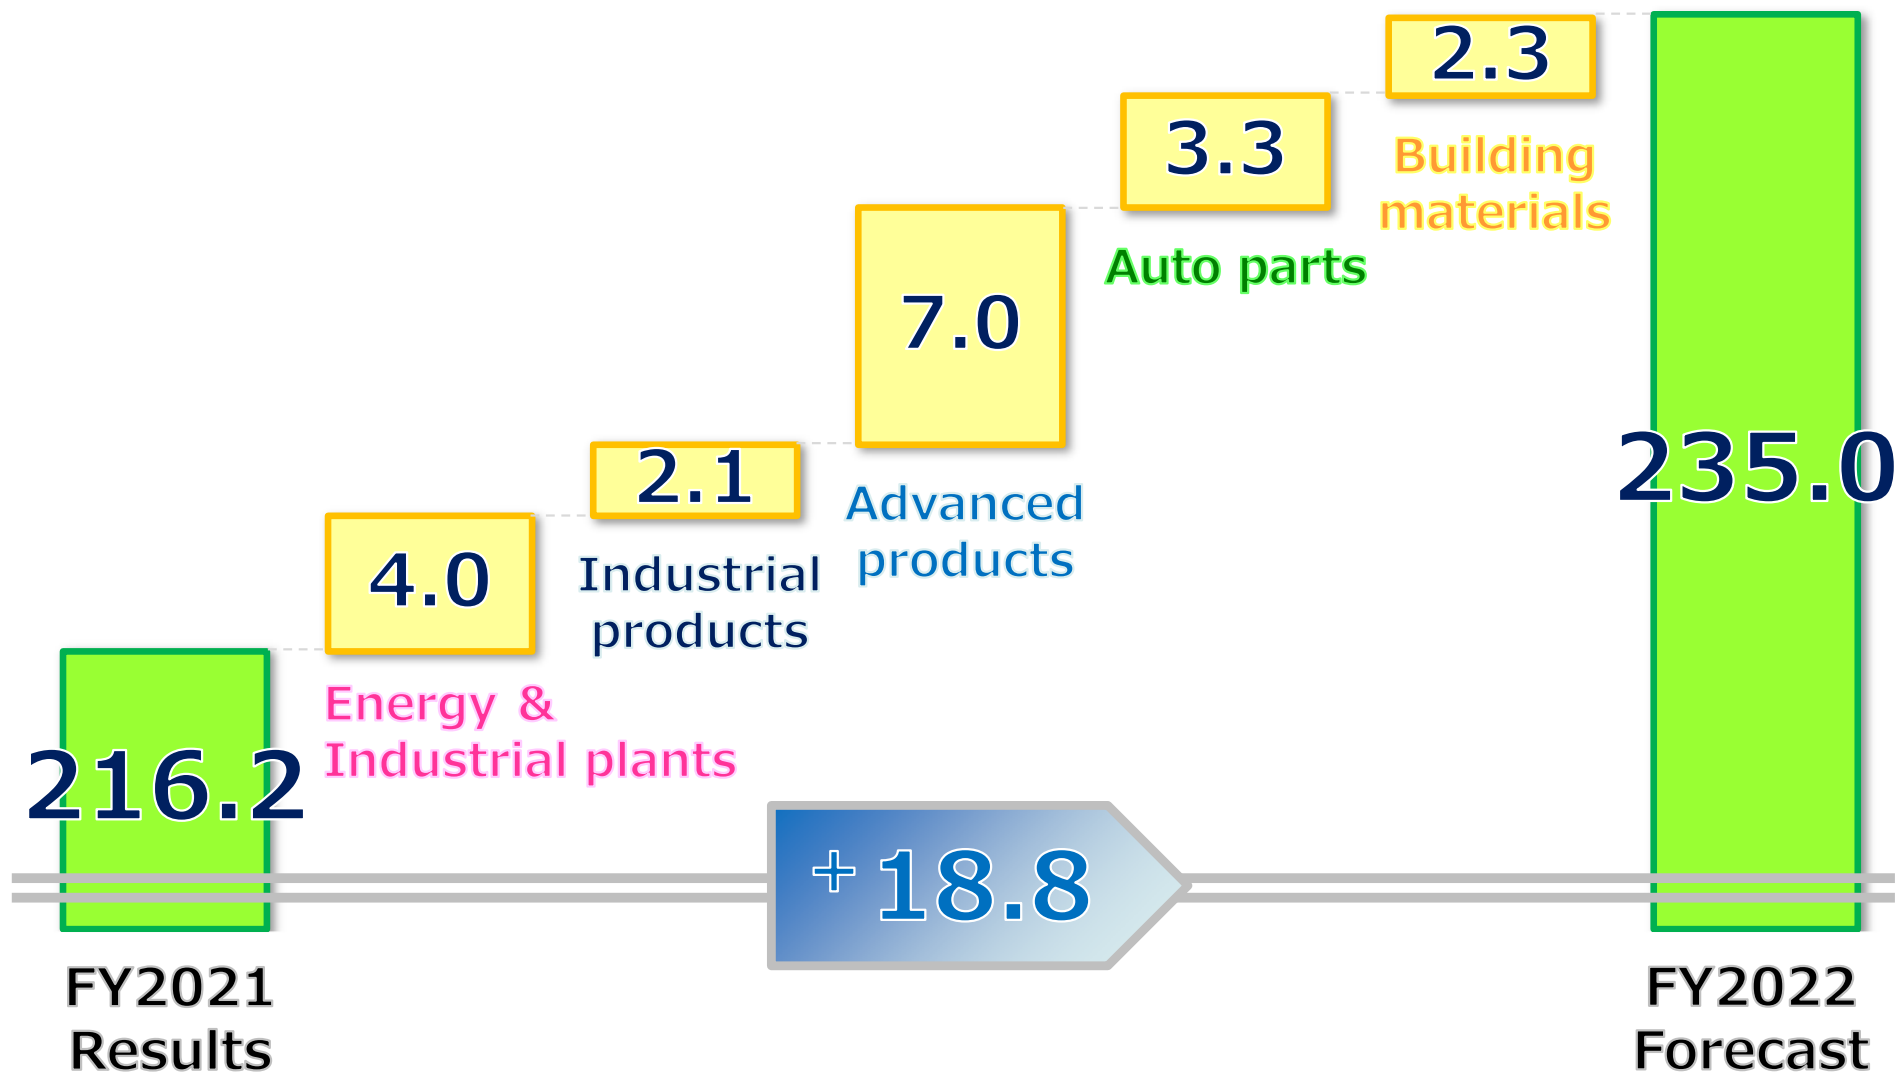 2.3
Building
materials
3.3
Auto parts
7.0
Advanced
products
2.1
Industrial
products
4.0
Energy &
Industrial plants
216.2
235.0
+18.8
FY2021
Results
FY2022
Forecast